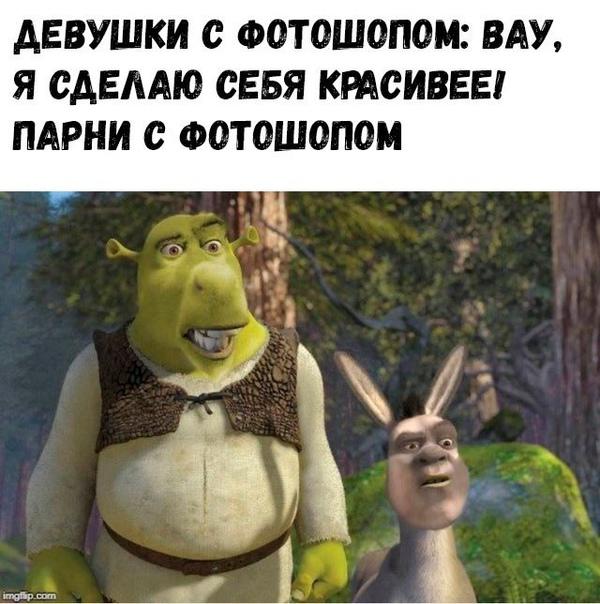 ДЕВУШКИ С ФОТОШОПОМ: ВАУ,
Я СДЕЛАЮ СЕБЯ КРАСИВЕЕ!
ПАРНИ С ФОТОШОПОМ
imgflip.com